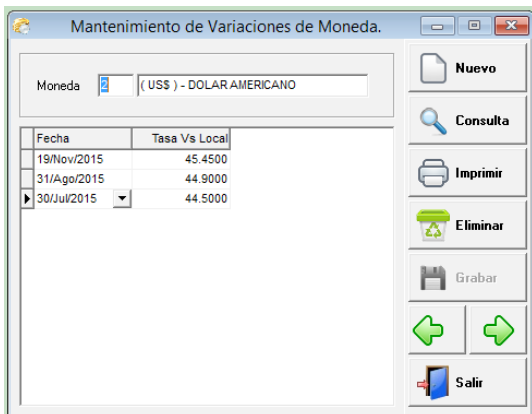 Mantenimiento de Variaciones de Moneda.
Moneda 2 ( US$ ) - DOLAR AMERICANO
Fecha Tasa Vs Local
19/Nov/2015 45.4500
31/Ago/2015 44.9000
30/Jul/2015 44.5000
Nuevo
Consulta
Imprimir
Eliminar
Grabar
Salir